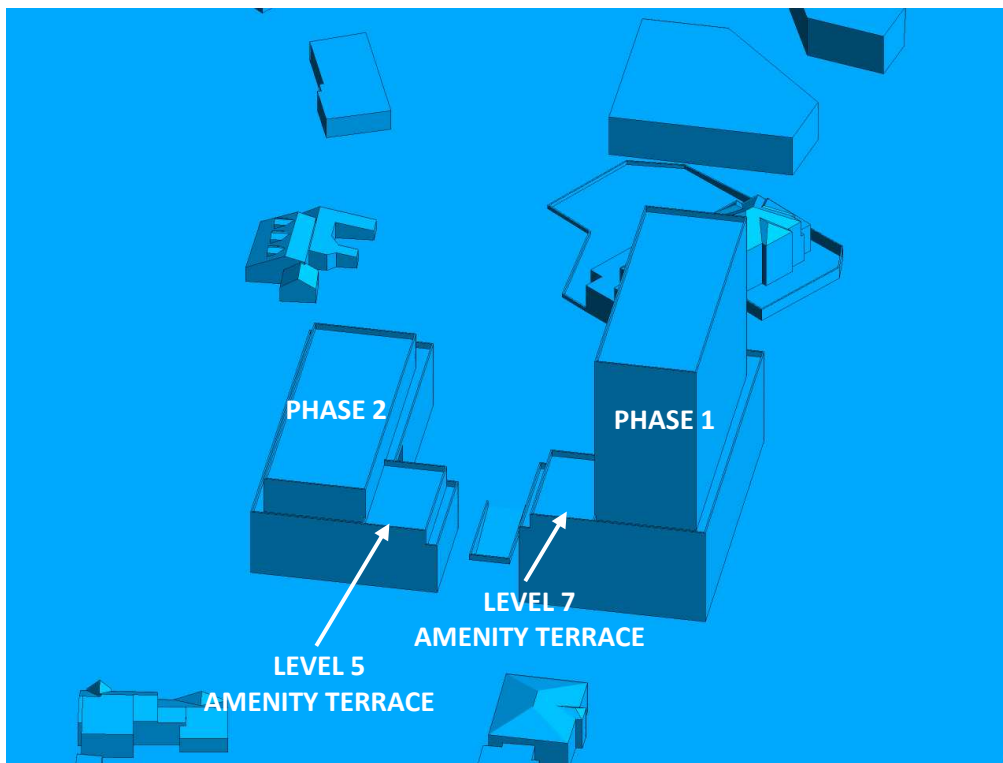 PHASE 2
PHASE 1
LEVEL 7
AMENITY TERRACE
LEVEL 5
AMENITY TERRACE